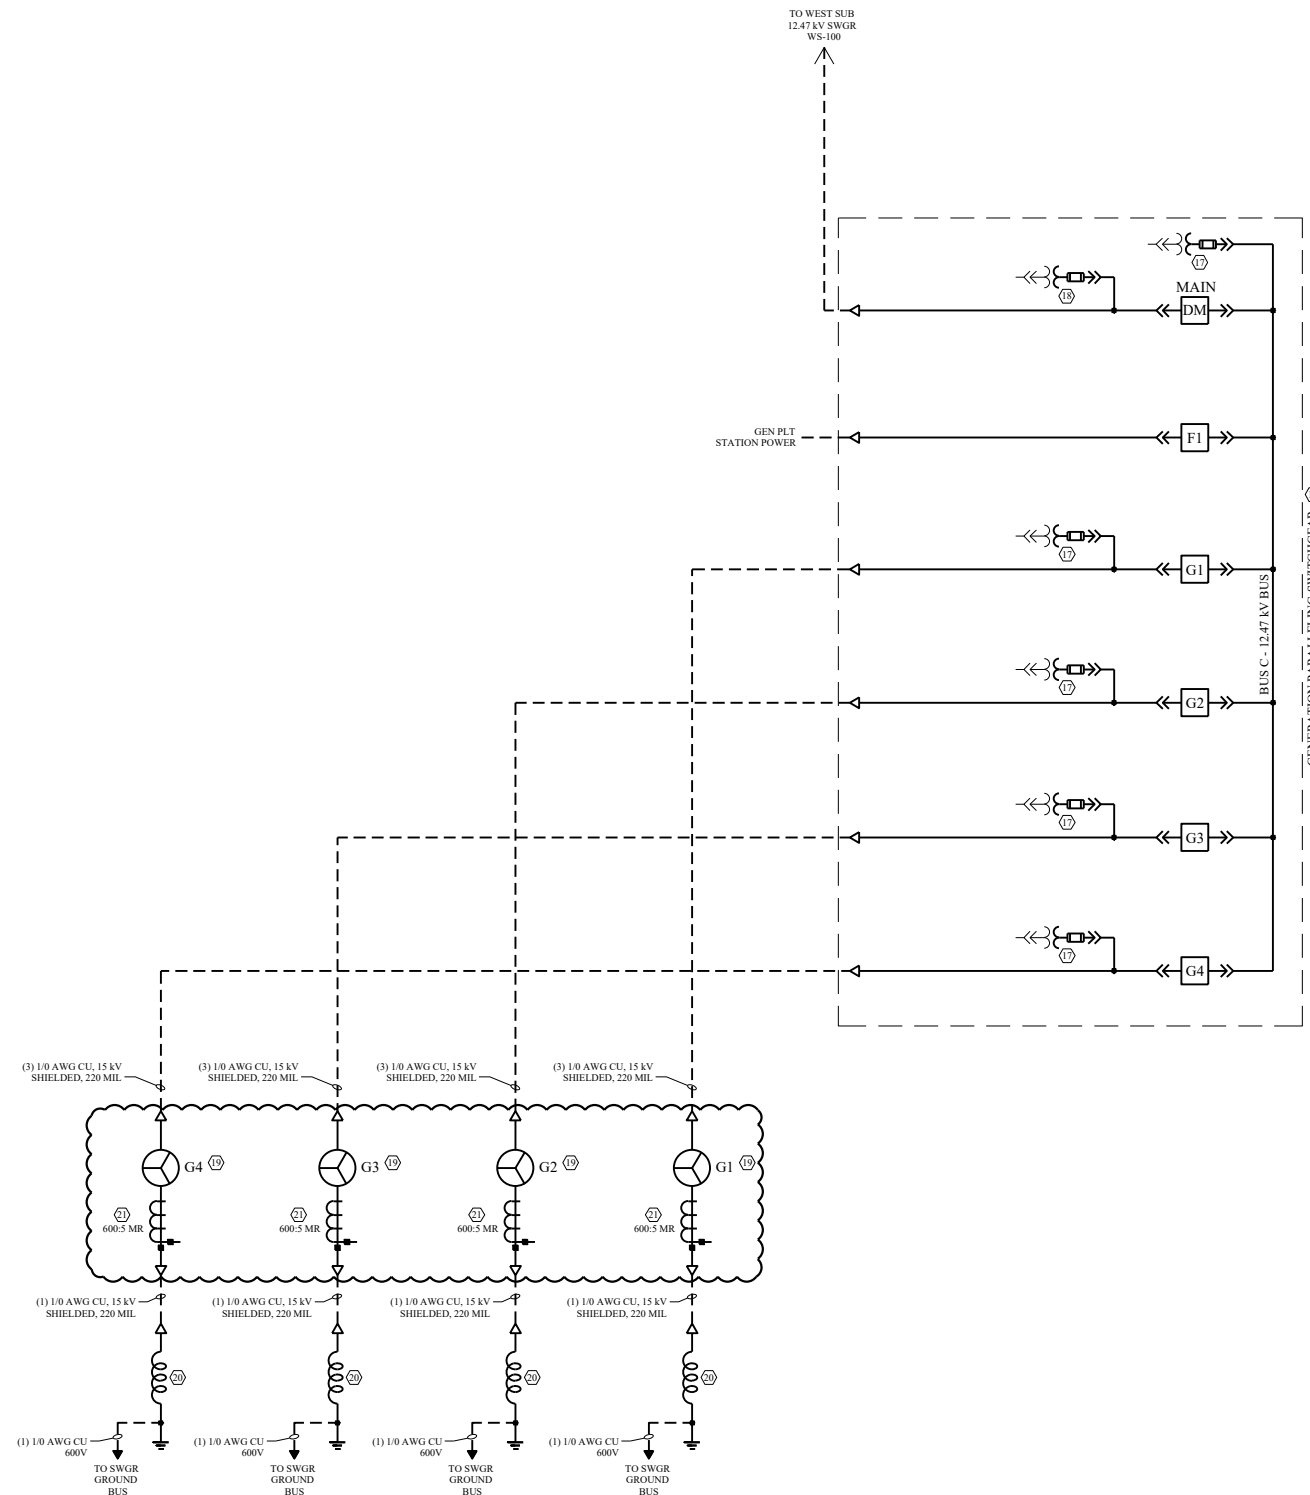 TO WEST SUB
12.47 kV SWGR
WS-100
17
18
MAIN
DM
GEN PLT
STATION POWER
F1
17
G1
BUS C - 12.47 kV BUS
GENERATION PARALLELING SWITCHGEAR
17
G2
17
G3
17
G4
(3) 1/0 AWG CU, 15 kV
SHIELDED, 220 MIL
(3) 1/0 AWG CU, 15 kV
SHIELDED, 220 MIL
(3) 1/0 AWG CU, 15 kV
SHIELDED, 220 MIL
(3) 1/0 AWG CU, 15 kV
SHIELDED, 220 MIL
G4 19
G3 19
G2 19
G1 19
21
600:5 MR
21
600:5 MR
21
600:5 MR
21
600:5 MR
(1) 1/0 AWG CU, 15 kV
SHIELDED, 220 MIL
(1) 1/0 AWG CU, 15 kV
SHIELDED, 220 MIL
(1) 1/0 AWG CU, 15 kV
SHIELDED, 220 MIL
(1) 1/0 AWG CU, 15 kV
SHIELDED, 220 MIL
20
20
20
20
(1) 1/0 AWG CU
600V
(1) 1/0 AWG CU
600V
(1) 1/0 AWG CU
600V
(1) 1/0 AWG CU
600V
TO SWGR
GROUND
BUS
TO SWGR
GROUND
BUS
TO SWGR
GROUND
BUS
TO SWGR
GROUND
BUS